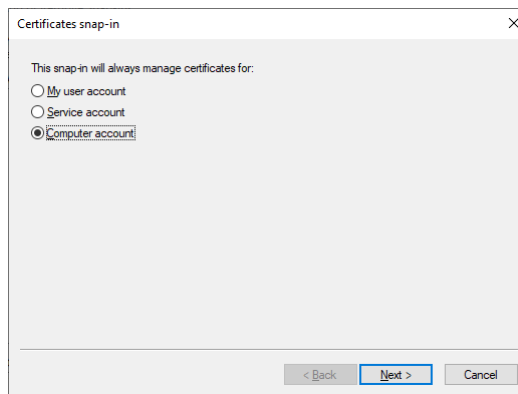 Certificates snap-in
This snap-in will always manage certificates for:
My user account
Service account
Computer account
< Back
Next >
Cancel